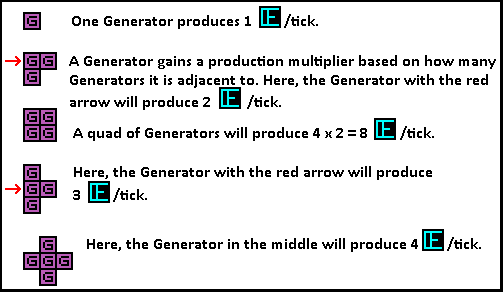 G One Generator produces 1 E /tick.
G G A Generator gains a production multiplier based on how many
G Generators it is adjacent to. Here, the Generator with the red
arrow will produce 2 E /tick.
G G
G G A quad of Generators will produce 4 x 2 = 8 E /tick.
G Here, the Generator with the red arrow will produce
G G 3 E /tick.
G
G Here, the Generator in the middle will produce 4 E /tick.
G G G
G